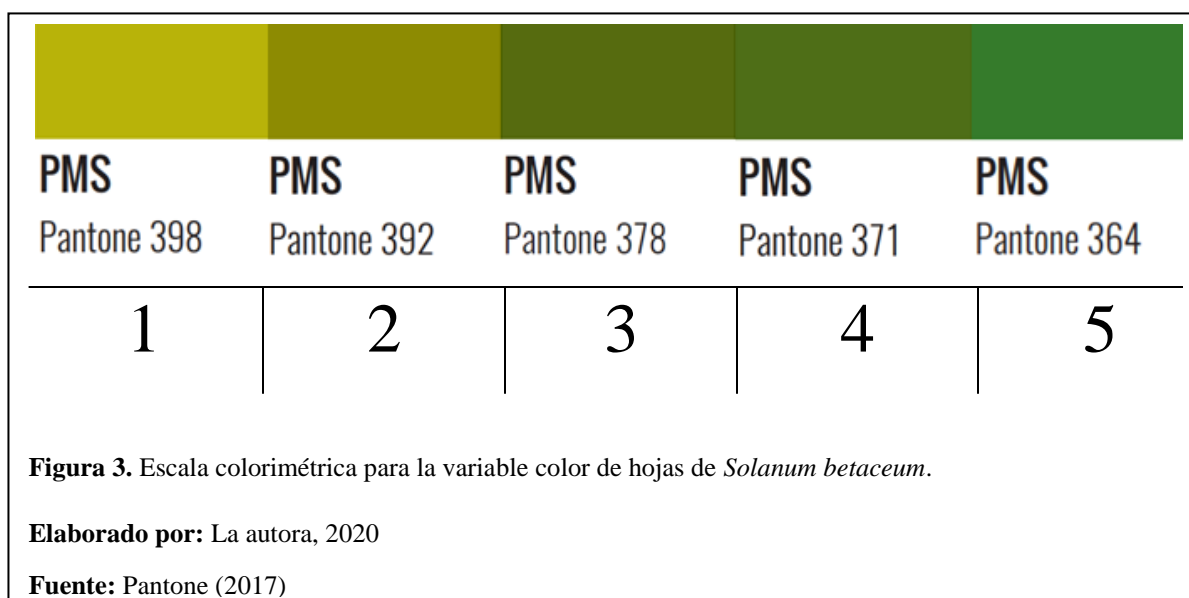 PMS PMS PMS PMS PMS
Pantone 398 Pantone 392 Pantone 378 Pantone 371 Pantone 364
1 2 3 4 5
Figura 3. Escala colorimétrica para la variable color de hojas de Solanum betaceum.
Elaborado por: La autora, 2020
Fuente: Pantone (2017)